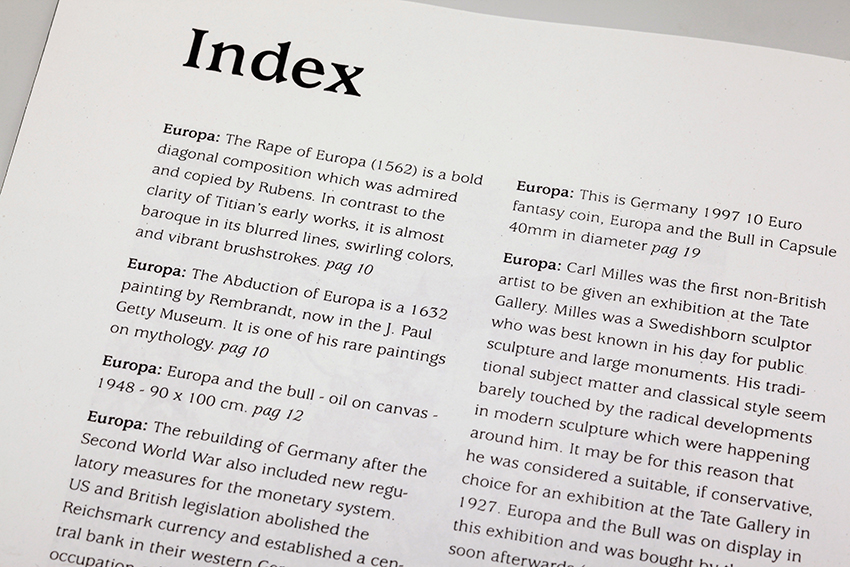 Index
Europa: The Rape of Europa (1562) is a bold
diagonal composition which was admired
and copied by Rubens. In contrast to the
clarity of Titian's early works, it is almost
baroque in its blurred lines, swirling colors,
and vibrant brushstrokes. pag 10
Europa: The Abduction of Europa is a 1632
painting by Rembrandt, now in the J. Paul
Getty Museum. It is one of his rare paintings
on mythology. pag 10
Europa: Europa and the bull - oil on canvas -
1948 - 90 x 100 cm. pag 12
Europa: The rebuilding of Germany after the
Second World War also included new regu-
latory measures for the monetary system.
US and British legislation abolished the
Reichsmark currency and established a cen-
tral bank in their western
occupation
Europa: This is Germany 1997 10 Euro
fantasy coin, Europa and the Bull in Capsule
40mm in diameter pag 19
Europa: Carl Milles was the first non-British
artist to be given an exhibition at the Tate
Gallery. Milles was a Swedishborn sculptor
who was best known in his day for public
sculpture and large monuments. His tradi-
tional subject matter and classical style seem
barely touched by the radical developments
in modern sculpture which were happening
around him. It may be for this reason that
he was considered a suitable, if conservative,
choice for an exhibition at the Tate Gallery in
1927. Europa and the Bull was on display in
this exhibition and was bought by
soon afterwards